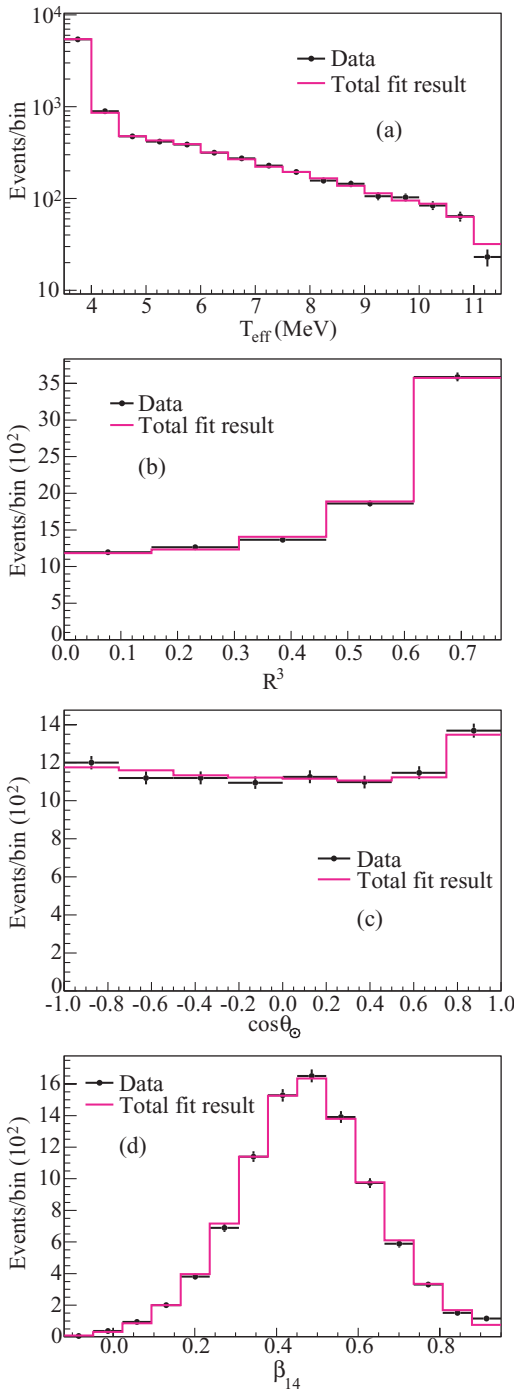 10⁴
10³
10²
10
Events/bin
Data
Total fit result
(a)
4 5 6 7 8 9 10 11
T_eff (MeV)
35
30
25
20
15
10
5
0
Events/bin (10²)
Data
Total fit result
(b)
0.0 0.1 0.2 0.3 0.4 0.5 0.6 0.7
R³
14
12
10
8
6
4
2
0
Events/bin (10²)
Data
Total fit result
(c)
-1.0 -0.8 -0.6 -0.4 -0.2 0.0 0.2 0.4 0.6 0.8 1.0
cosθ_⊙
16
14
12
10
8
6
4
2
0
Events/bin (10²)
Data
Total fit result
(d)
0.0 0.2 0.4 0.6 0.8
β₁₄